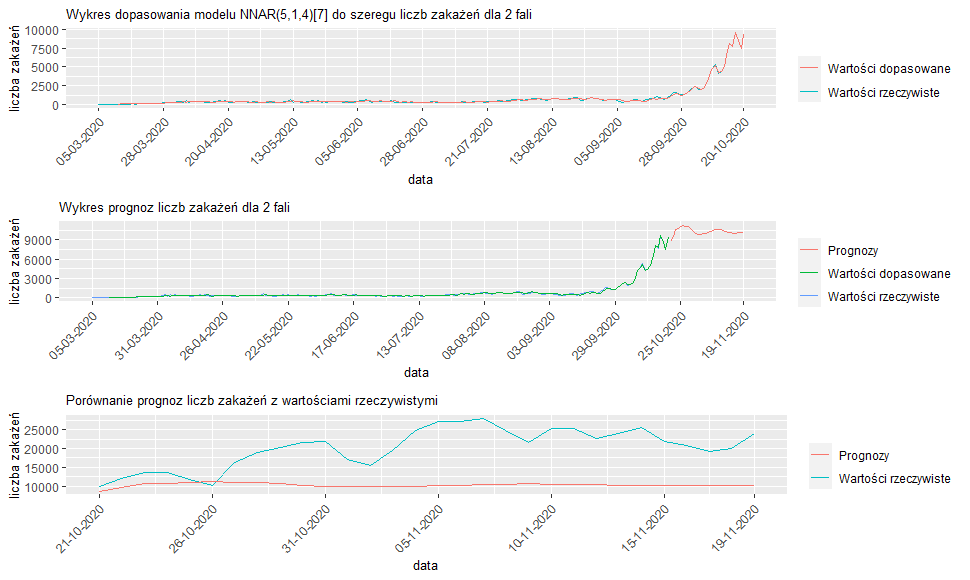 Wykres dopasowania modelu NNAR(5,1,4)[7] do szeregu liczb zakażeń dla 2 fali
liczba zakażeń
10000
7500
5000
2500
0
05-03-2020
28-03-2020
20-04-2020
13-05-2020
05-06-2020
28-06-2020
21-07-2020
13-08-2020
05-09-2020
28-09-2020
20-10-2020
data
Wartości dopasowane
Wartości rzeczywiste
Wykres prognoz liczb zakażeń dla 2 fali
liczba zakażeń
9000
6000
3000
0
05-03-2020
31-03-2020
26-04-2020
22-05-2020
17-06-2020
13-07-2020
08-08-2020
03-09-2020
29-09-2020
25-10-2020
19-11-2020
data
Prognozy
Wartości dopasowane
Wartości rzeczywiste
Porównanie prognoz liczb zakażeń z wartościami rzeczywistymi
liczba zakażeń
25000
20000
15000
10000
21-10-2020
26-10-2020
31-10-2020
05-11-2020
10-11-2020
15-11-2020
19-11-2020
data
Prognozy
Wartości rzeczywiste